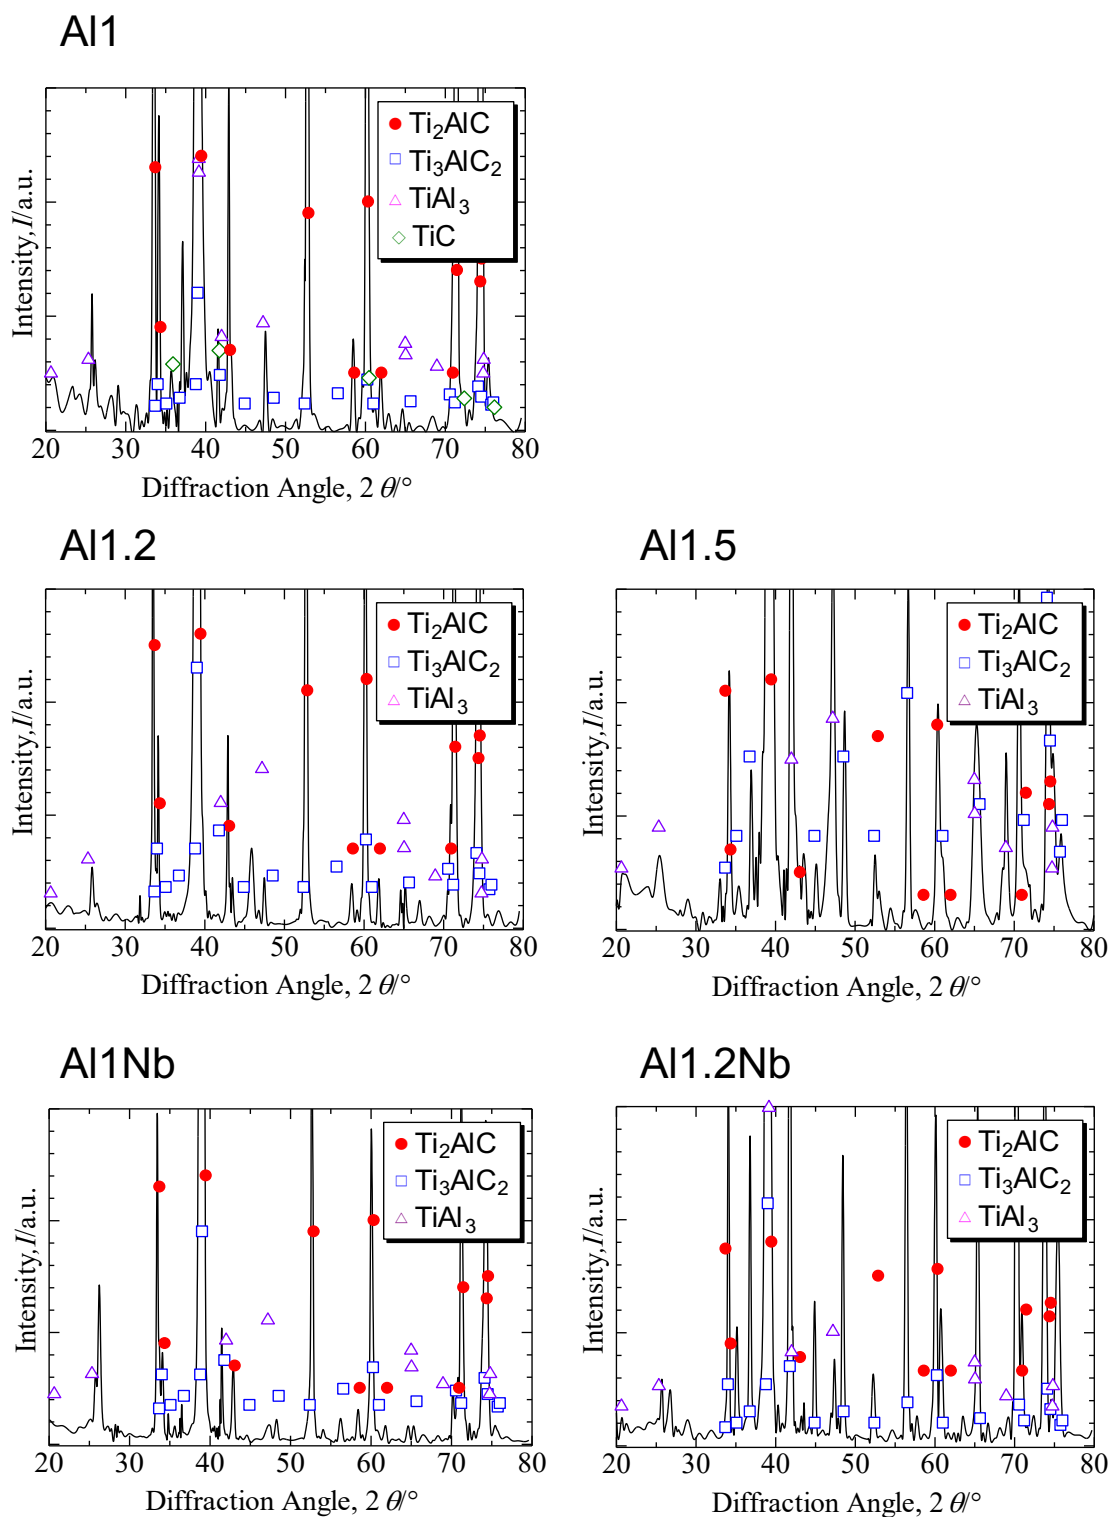 Al1
Ti2AlC
Ti3AlC2
TiAl3
TiC
Intensity,I/a.u.
20 30 40 50 60 70 80
Diffraction Angle, 2 θ/°
Al1.2
Ti2AlC
Ti3AlC2
TiAl3
Intensity,I/a.u.
20 30 40 50 60 70 80
Diffraction Angle, 2 θ/°
Al1.5
Ti2AlC
Ti3AlC2
TiAl3
Intensity,I/a.u.
20 30 40 50 60 70 80
Diffraction Angle, 2 θ/°
Al1Nb
Ti2AlC
Ti3AlC2
TiAl3
Intensity,I/a.u.
20 30 40 50 60 70 80
Diffraction Angle, 2 θ/°
Al1.2Nb
Ti2AlC
Ti3AlC2
TiAl3
Intensity,I/a.u.
20 30 40 50 60 70 80
Diffraction Angle, 2 θ/°